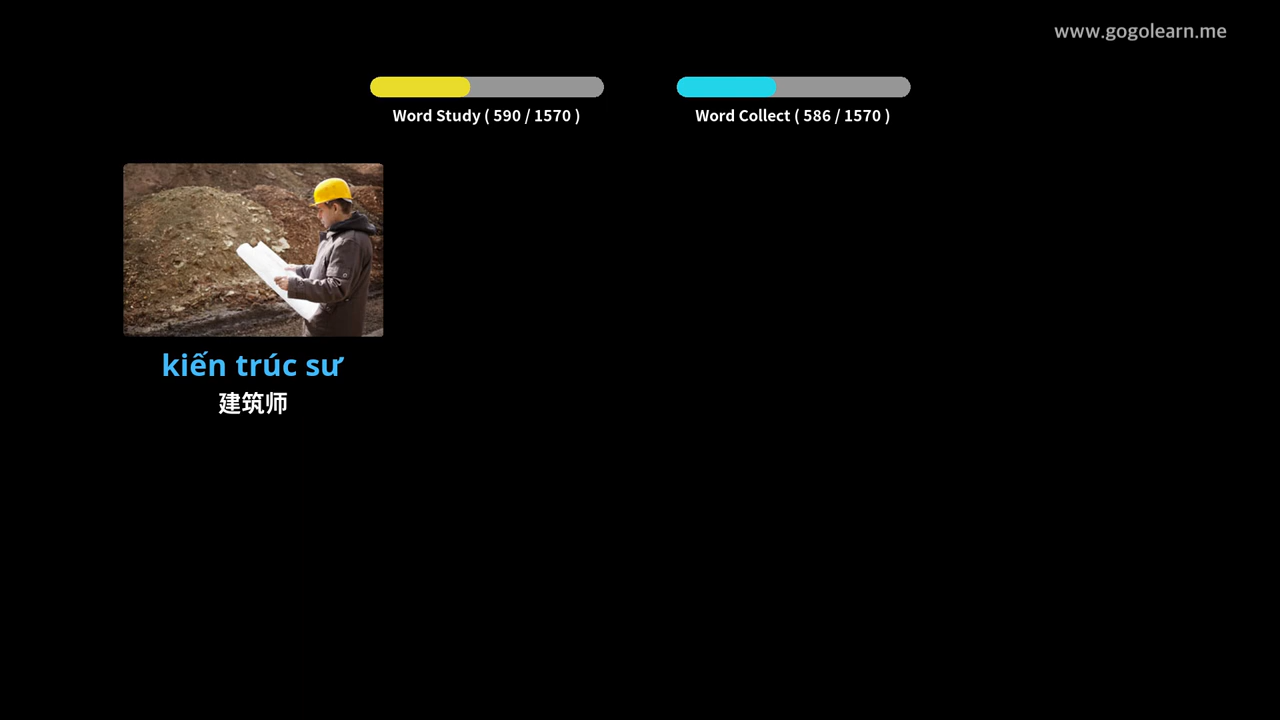 www.gogolearn.me
Word Study ( 590 / 1570 )
Word Collect ( 586 / 1570 )
kiến trúc sư
建筑师